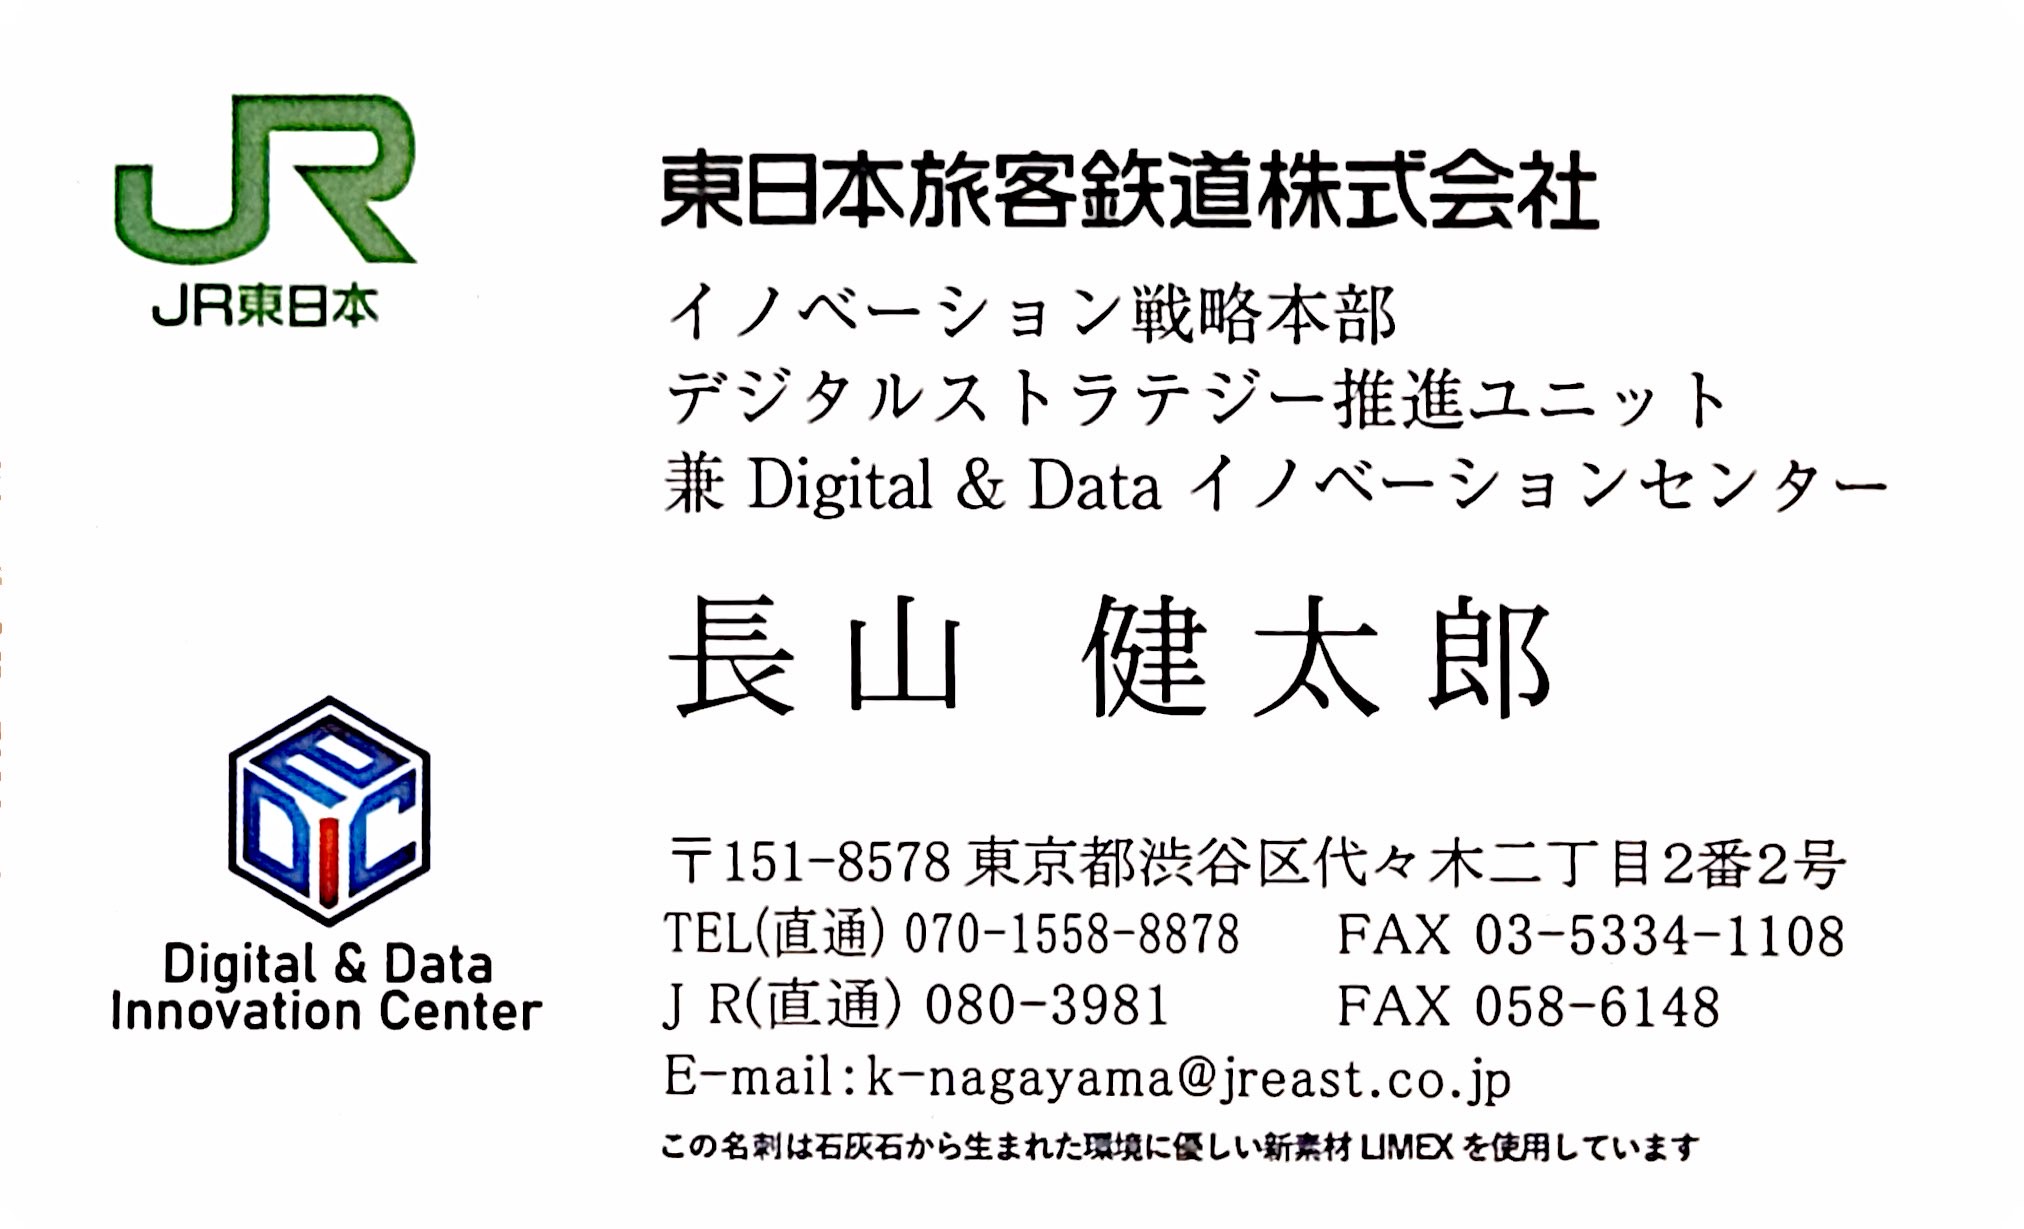 JR
JR東日本
東日本旅客鉄道株式会社
イノベーション戦略本部
デジタルストラテジー推進ユニット
兼 Digital & Data イノベーションセンター
長山 健太郎
D2IC
Digital & Data
Innovation Center
〒151-8578 東京都渋谷区代々木二丁目2番2号
TEL(直通) 070-1558-8878 FAX 03-5334-1108
J R(直通) 080-3981 FAX 058-6148
E-mail:k-nagayama@jreast.co.jp
この名刺は石灰石から生まれた環境に優しい新素材 LIMEX を使用しています